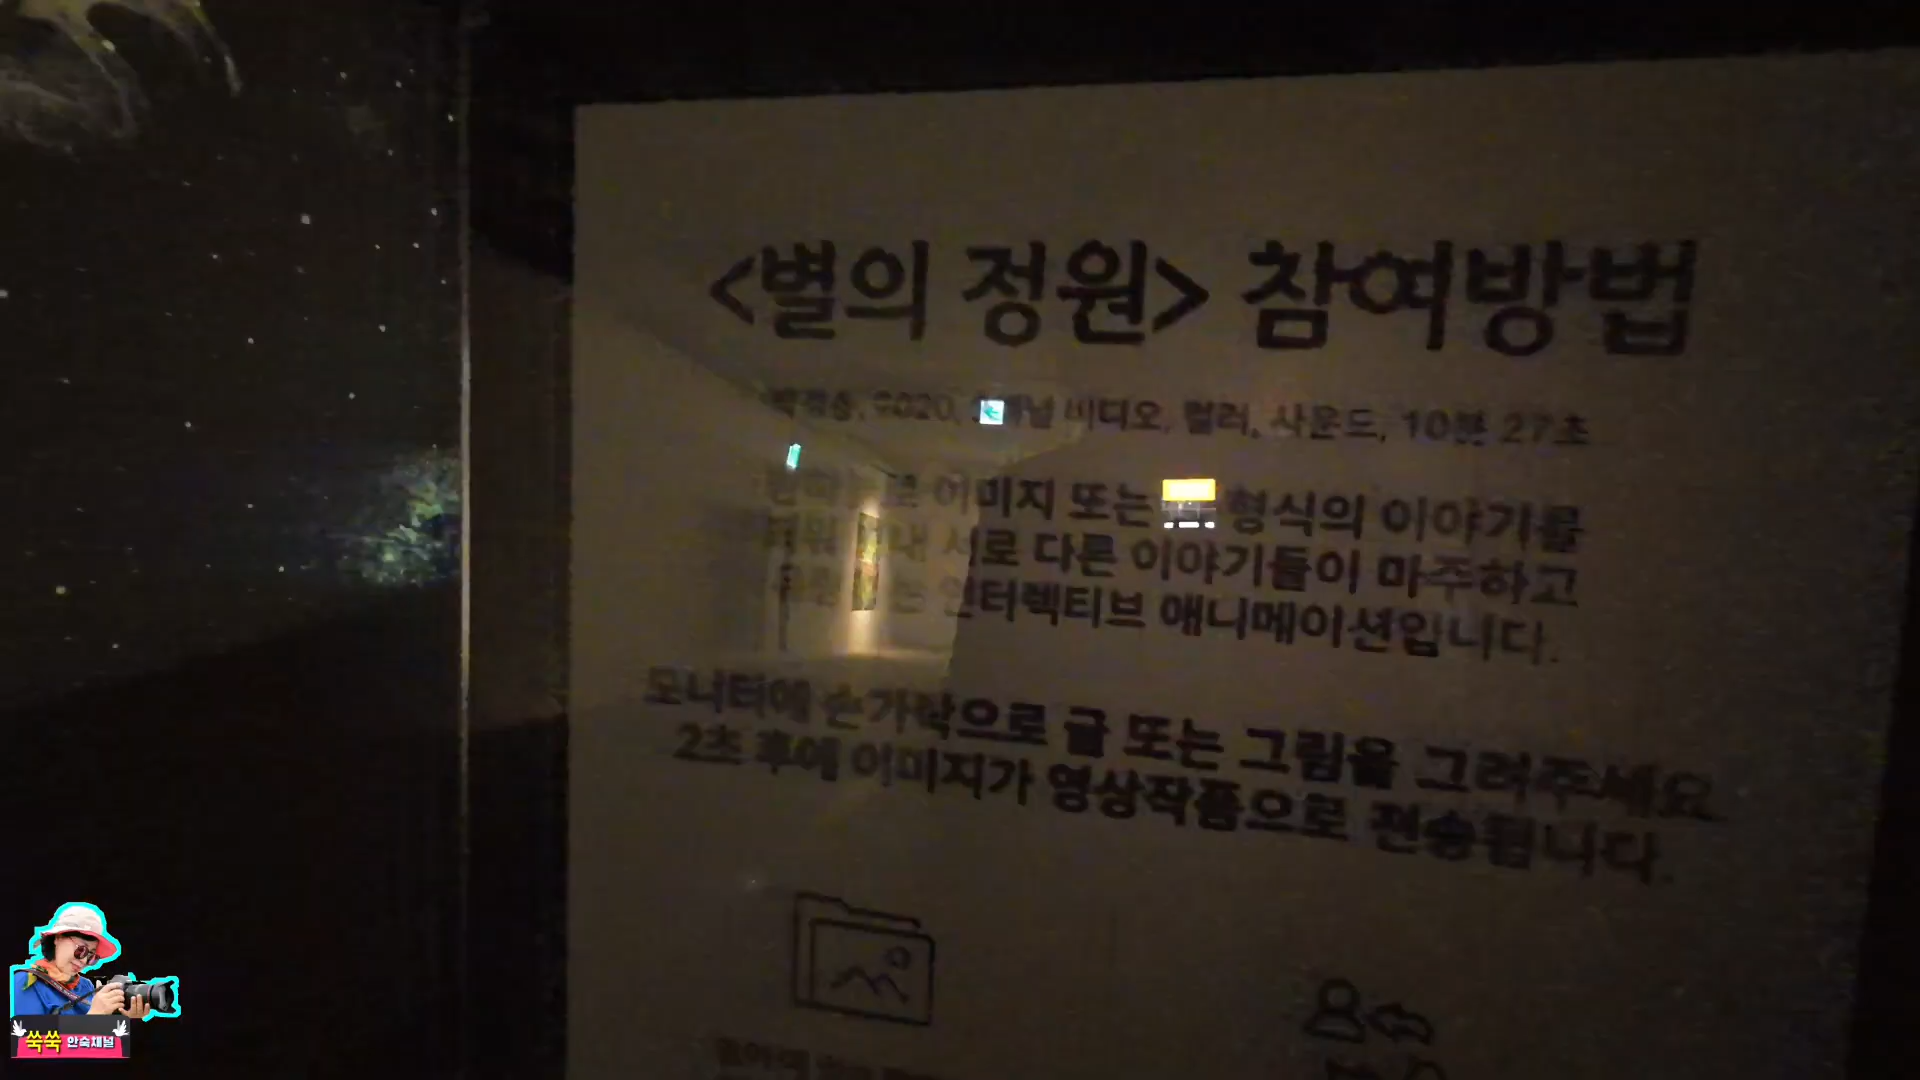 <별의 정원> 참여방법
2020, 비디오, 컬러, 사운드, 10분 27초
이미지 또는 형식의 이야기를
서로 다른 이야기들이 마주하고
인터렉티브 애니메이션입니다.
모니터에 손가락으로 글 또는 그림을 그려주세요
2초 후에 이미지가 영상작품으로 전송됩니다.
쑥쑥 안숙채널